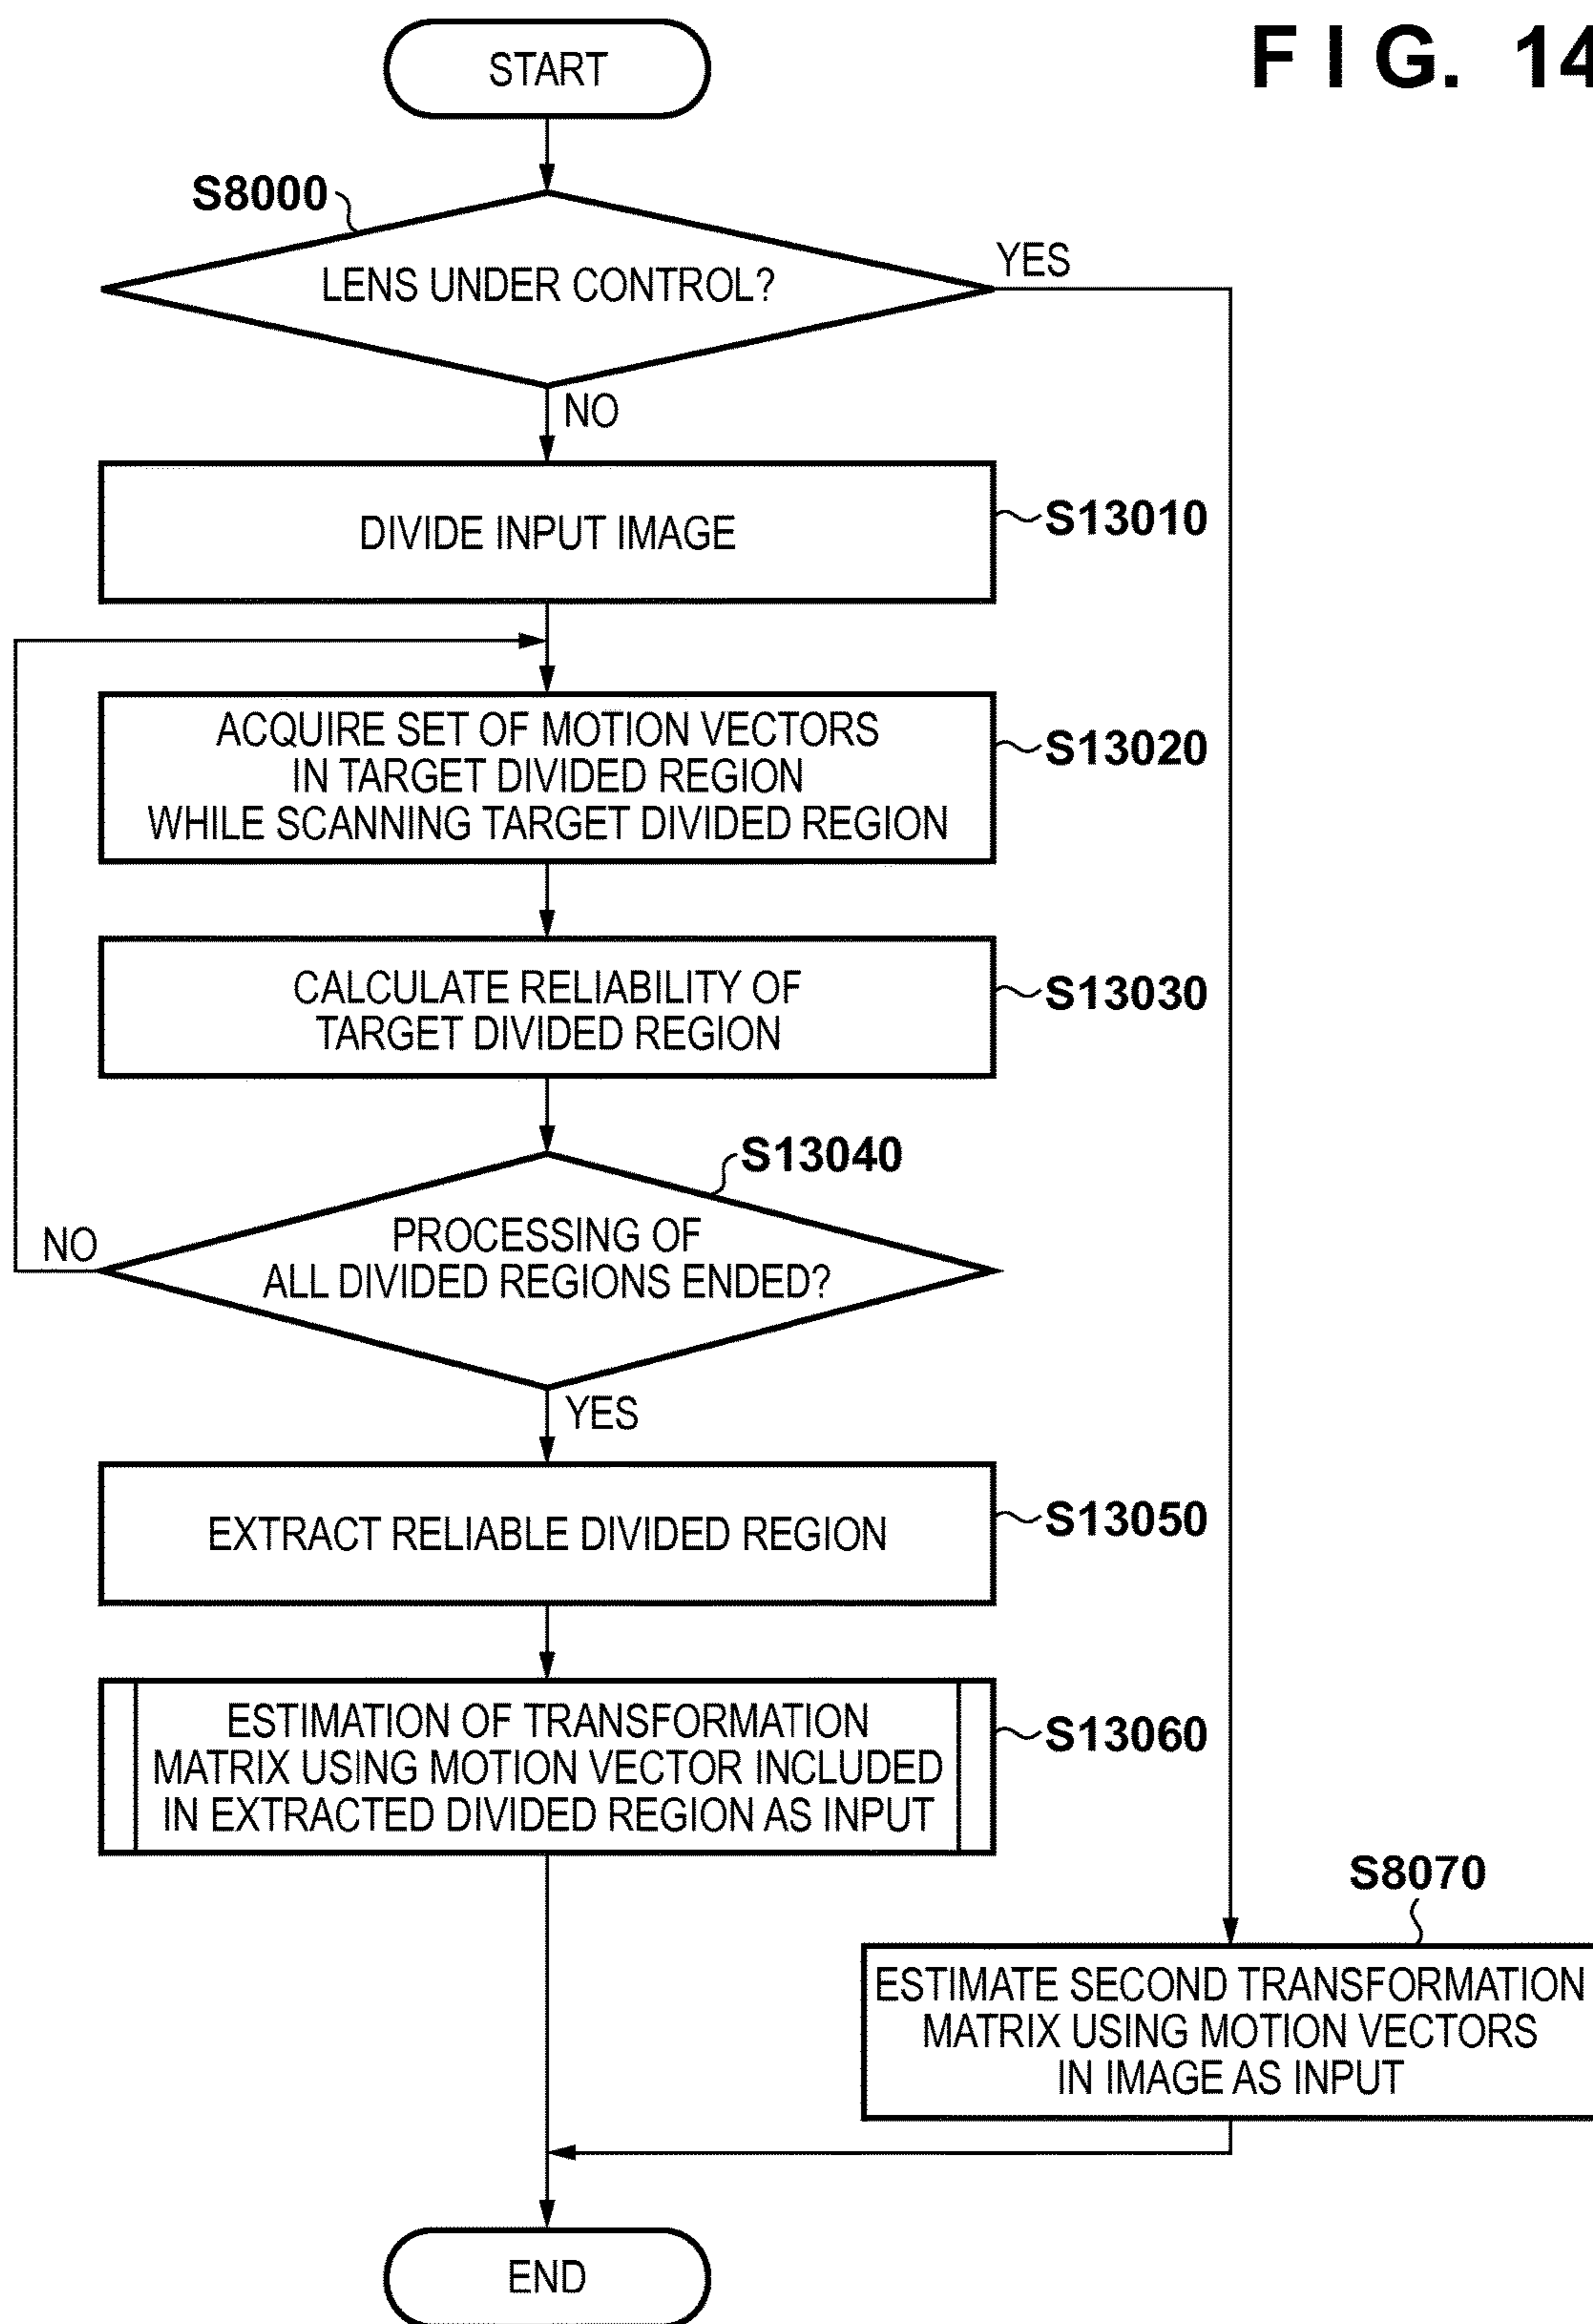 FIG. 14
START
S8000
LENS UNDER CONTROL?
YES
NO
DIVIDE INPUT IMAGE
S13010
ACQUIRE SET OF MOTION VECTORS
IN TARGET DIVIDED REGION
WHILE SCANNING TARGET DIVIDED REGION
S13020
CALCULATE RELIABILITY OF
TARGET DIVIDED REGION
S13030
S13040
PROCESSING OF
ALL DIVIDED REGIONS ENDED?
NO
YES
EXTRACT RELIABLE DIVIDED REGION
S13050
ESTIMATION OF TRANSFORMATION
MATRIX USING MOTION VECTOR INCLUDED
IN EXTRACTED DIVIDED REGION AS INPUT
S13060
S8070
ESTIMATE SECOND TRANSFORMATION
MATRIX USING MOTION VECTORS
IN IMAGE AS INPUT
END